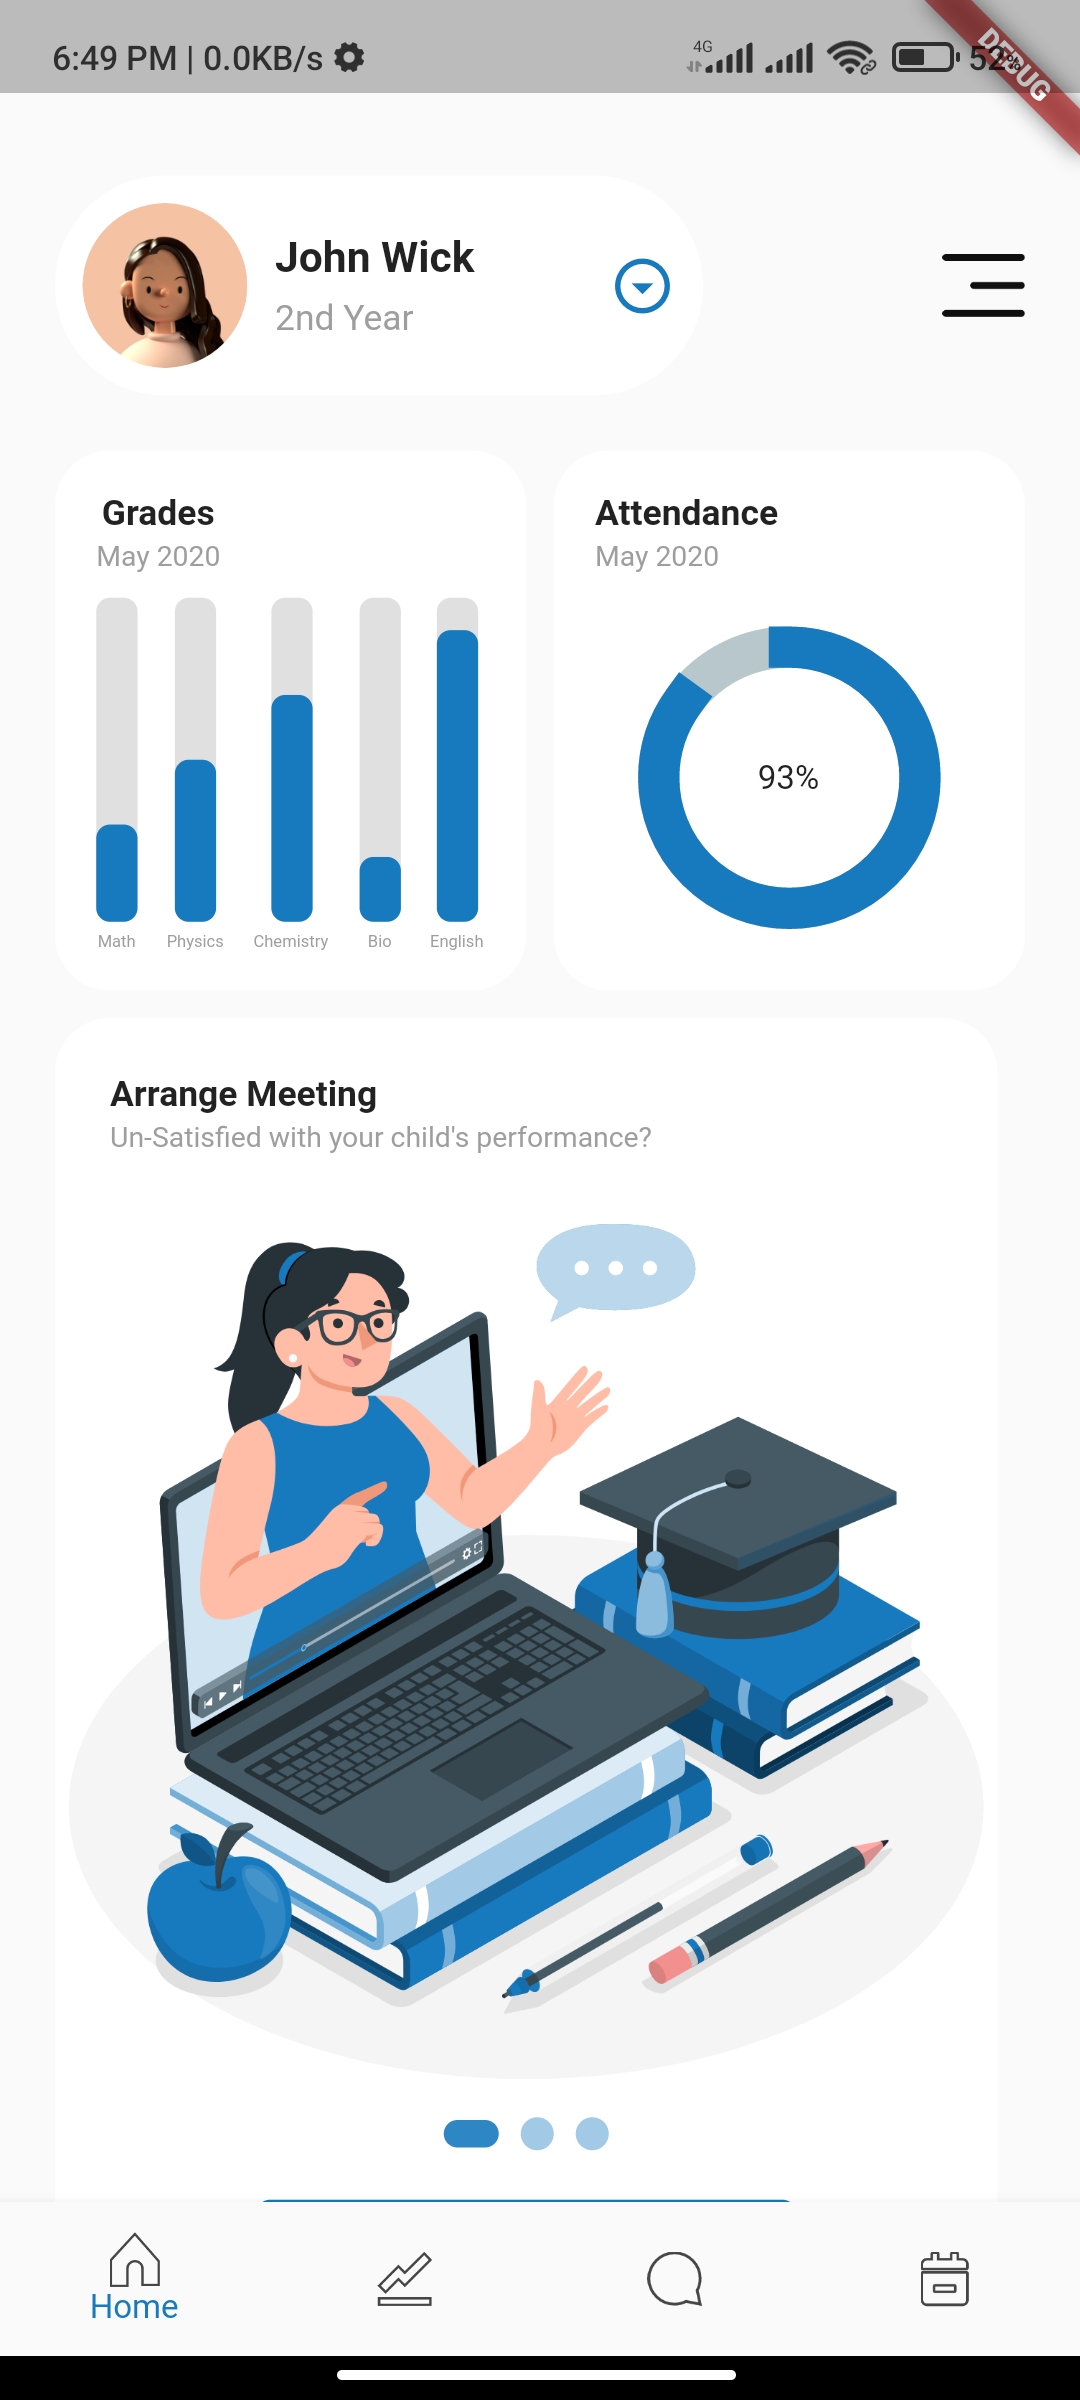 6:49 PM | 0.0KB/s
4G
52%
DEBUG
John Wick
2nd Year
Grades
May 2020
Math
Physics
Chemistry
Bio
English
Attendance
May 2020
93%
Arrange Meeting
Un-Satisfied with your child's performance?
Home